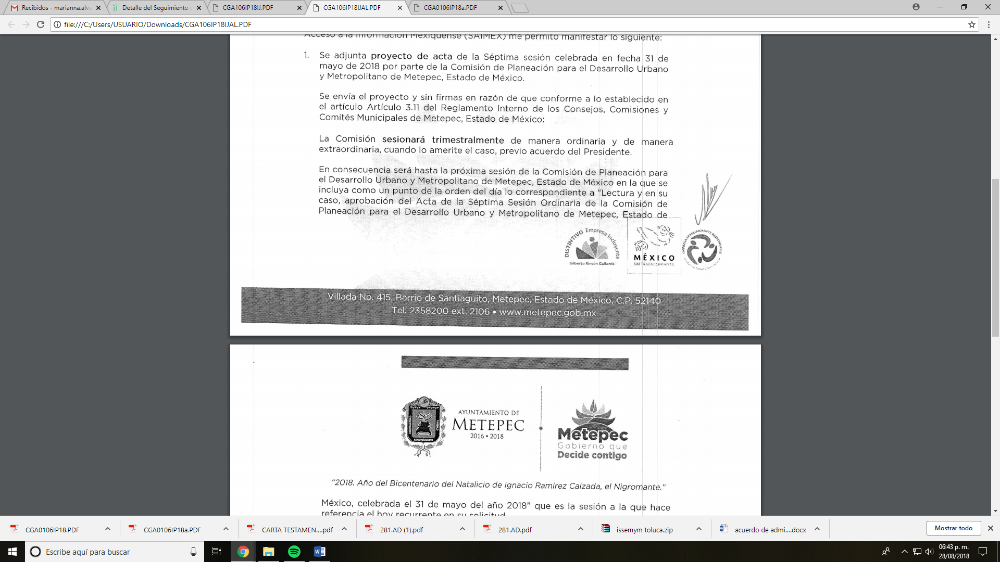 Recibidos - marianna.alva
Detalle del Seguimiento d
CGA106IP18IJ.PDF
CGA106IP18IJAL.PDF
CGA0106IP18a.PDF
file:///C:/Users/USUARIO/Downloads/CGA106IP18IJAL.PDF
Acceso a la Información Mexiquense (SAIMEX) me permito manifestar lo siguiente:
1. Se adjunta proyecto de acta de la Séptima sesión celebrada en fecha 31 de
mayo de 2018 por parte de la Comisión de Planeación para el Desarrollo Urbano
y Metropolitano de Metepec, Estado de México.
Se envía el proyecto y sin firmas en razón de que conforme a lo establecido en
el artículo Artículo 3.11 del Reglamento Interno de los Consejos, Comisiones y
Comités Municipales de Metepec, Estado de México:
La Comisión sesionará trimestralmente de manera ordinaria y de manera
extraordinaria, cuando lo amerite el caso, previo acuerdo del Presidente.
En consecuencia será hasta la próxima sesión de la Comisión de Planeación para
el Desarrollo Urbano y Metropolitano de Metepec, Estado de México en la que se
incluya como un punto de la orden del día lo correspondiente a “Lectura y en su
caso, aprobación del Acta de la Séptima Sesión Ordinaria de la Comisión de
Planeación para el Desarrollo Urbano y Metropolitano de Metepec, Estado de
DISTINTIVO Empresa Incluyente
Gilberto Rincón Gallardo
MÉXICO
SIN TRABAJO INFANTIL
EMPRESA FAMILIARMENTE RESPONSABLE
Villada No. 415, Barrio de Santiaguito, Metepec, Estado de México, C.P. 52140
Tel. 2358200 ext. 2106 • www.metepec.gob.mx
AYUNTAMIENTO DE
METEPEC
2016 • 2018
Metepec
Gobierno que
Decide contigo
“2018. Año del Bicentenario del Natalicio de Ignacio Ramírez Calzada, el Nigromante.”
México, celebrada el 31 de mayo del año 2018” que es la sesión a la que hace
referencia el hoy recurrente en su solicitud
CGA0106IP18.PDF
CGA0106IP18a.PDF
CARTA TESTAMEN....pdf
281.AD (1).pdf
281.AD.pdf
issemym toluca.zip
acuerdo de admi....docx
Mostrar todo
Escribe aquí para buscar
06:43 p. m.
28/08/2018